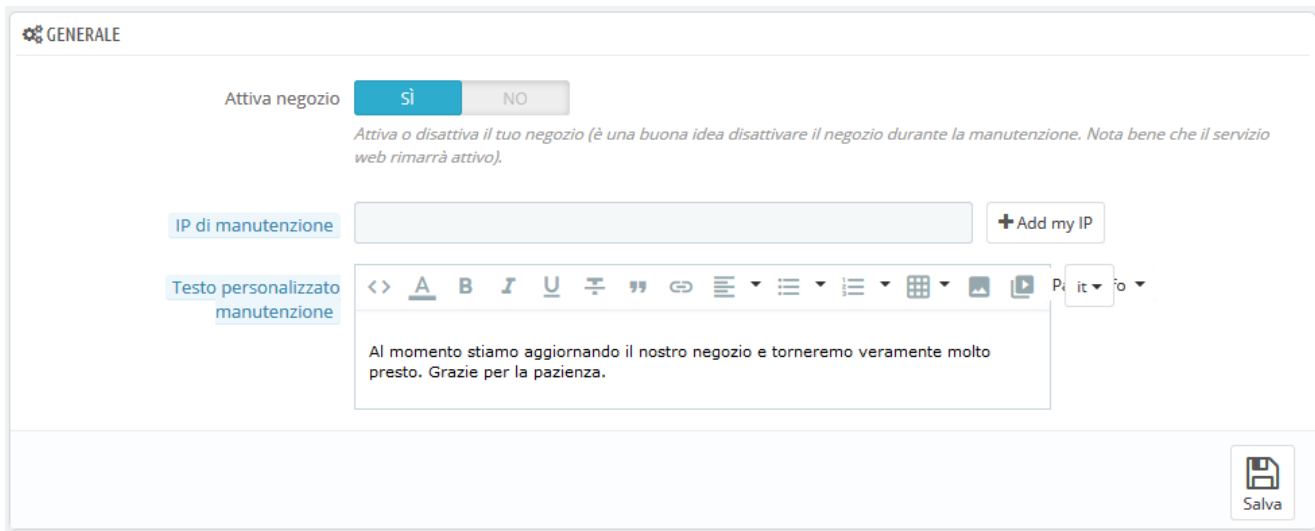 GENERALE
Attiva negozio
SÌ
NO
Attiva o disattiva il tuo negozio (è una buona idea disattivare il negozio durante la manutenzione. Nota bene che il servizio
web rimarrà attivo).
IP di manutenzione
Add my IP
Testo personalizzato
manutenzione
<> A B I U T
it
Al momento stiamo aggiornando il nostro negozio e torneremo veramente molto
presto. Grazie per la pazienza.
Salva